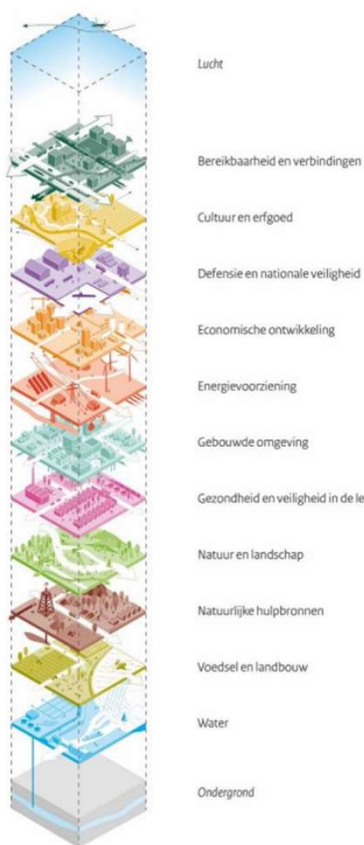 Lucht
Bereikbaarheid en verbindingen
Cultuur en erfgoed
Defensie en nationale veiligheid
Economische ontwikkeling
Energievoorziening
Gebouwde omgeving
Gezondheid en veiligheid in de le
Natuur en landschap
Natuurlijke hulpbronnen
Voedsel en landbouw
Water
Ondergrond